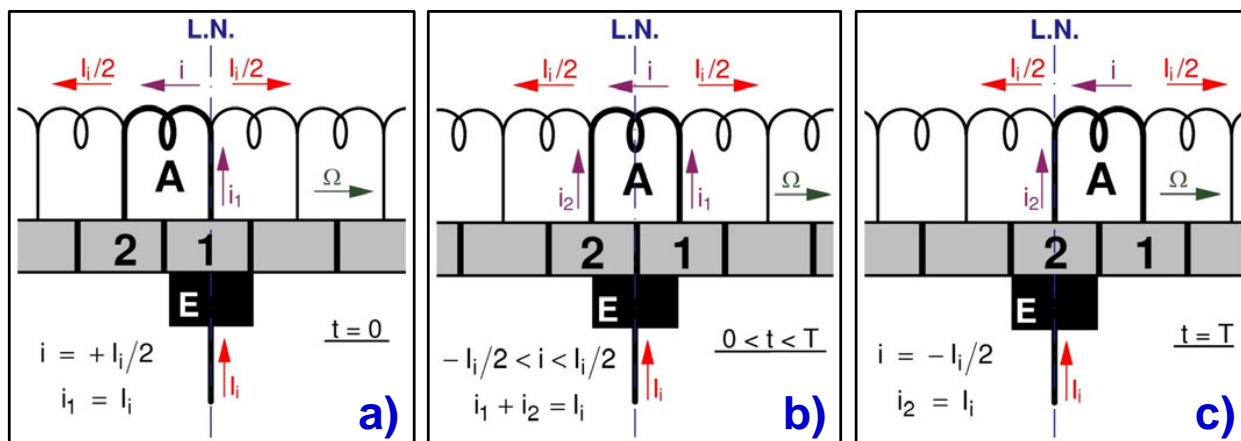 L.N.
Iᵢ/2 i Iᵢ/2
A
i₁
Ω
2 1
E
t = 0
i = + Iᵢ/2
i₁ = Iᵢ
Iᵢ
a)
L.N.
Iᵢ/2 i Iᵢ/2
A
i₂ i₁
Ω
2 1
E
0 < t < T
− Iᵢ/2 < i < Iᵢ/2
i₁ + i₂ = Iᵢ
Iᵢ
b)
L.N.
Iᵢ/2 i Iᵢ/2
A
i₂
Ω
2 1
E
t = T
i = − Iᵢ/2
i₂ = Iᵢ
Iᵢ
c)